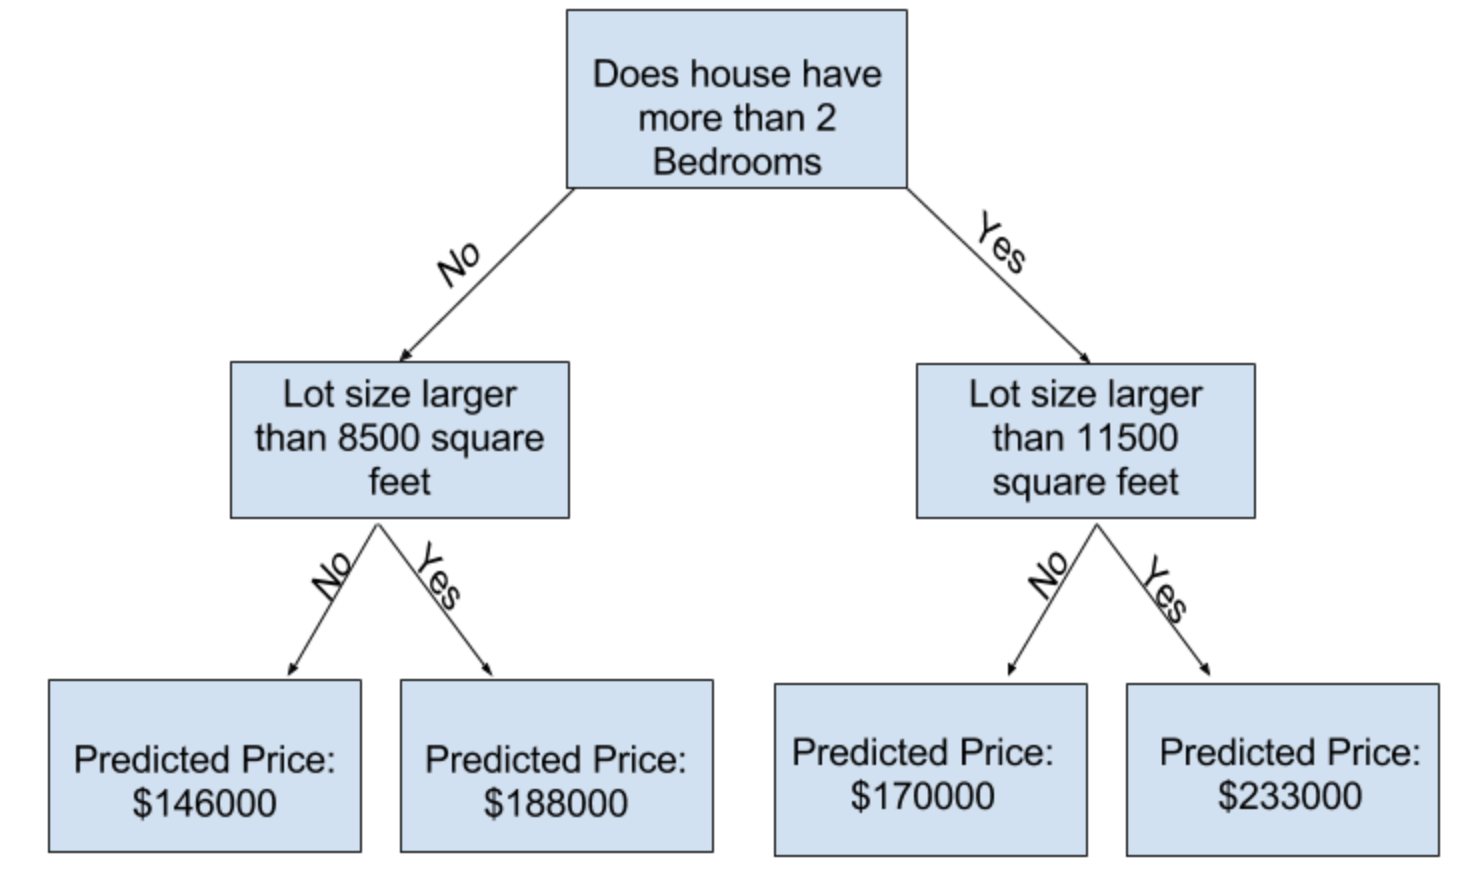 Does house have
more than 2
Bedrooms
No
Yes
Lot size larger
than 8500 square
feet
Lot size larger
than 11500
square feet
No
Yes
No
Yes
Predicted Price:
$146000
Predicted Price:
$188000
Predicted Price:
$170000
Predicted Price:
$233000